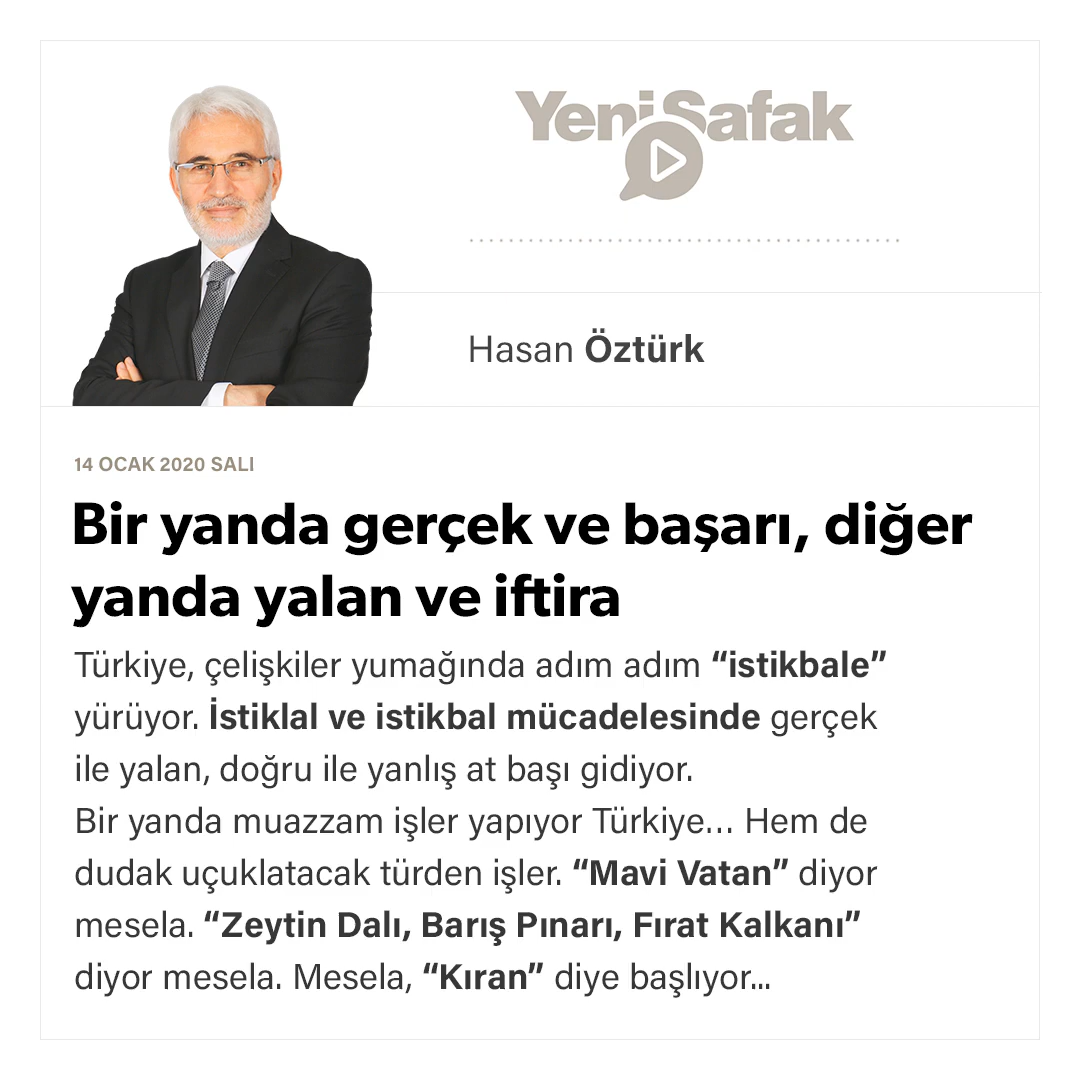 Yeni Safak
Hasan Öztürk
14 OCAK 2020 SALI
Bir yanda gerçek ve başarı, diğer
yanda yalan ve iftira
Türkiye, çelişkiler yumağında adım adım “istikbale”
yürüyor. İstiklal ve istikbal mücadelesinde gerçek
ile yalan, doğru ile yanlış at başı gidiyor.
Bir yanda muazzam işler yapıyor Türkiye... Hem de
dudak uçuklatacak türden işler. “Mavi Vatan” diyor
mesela. “Zeytin Dalı, Barış Pınarı, Fırat Kalkanı”
diyor mesela. Mesela, “Kıran” diye başlıyor...